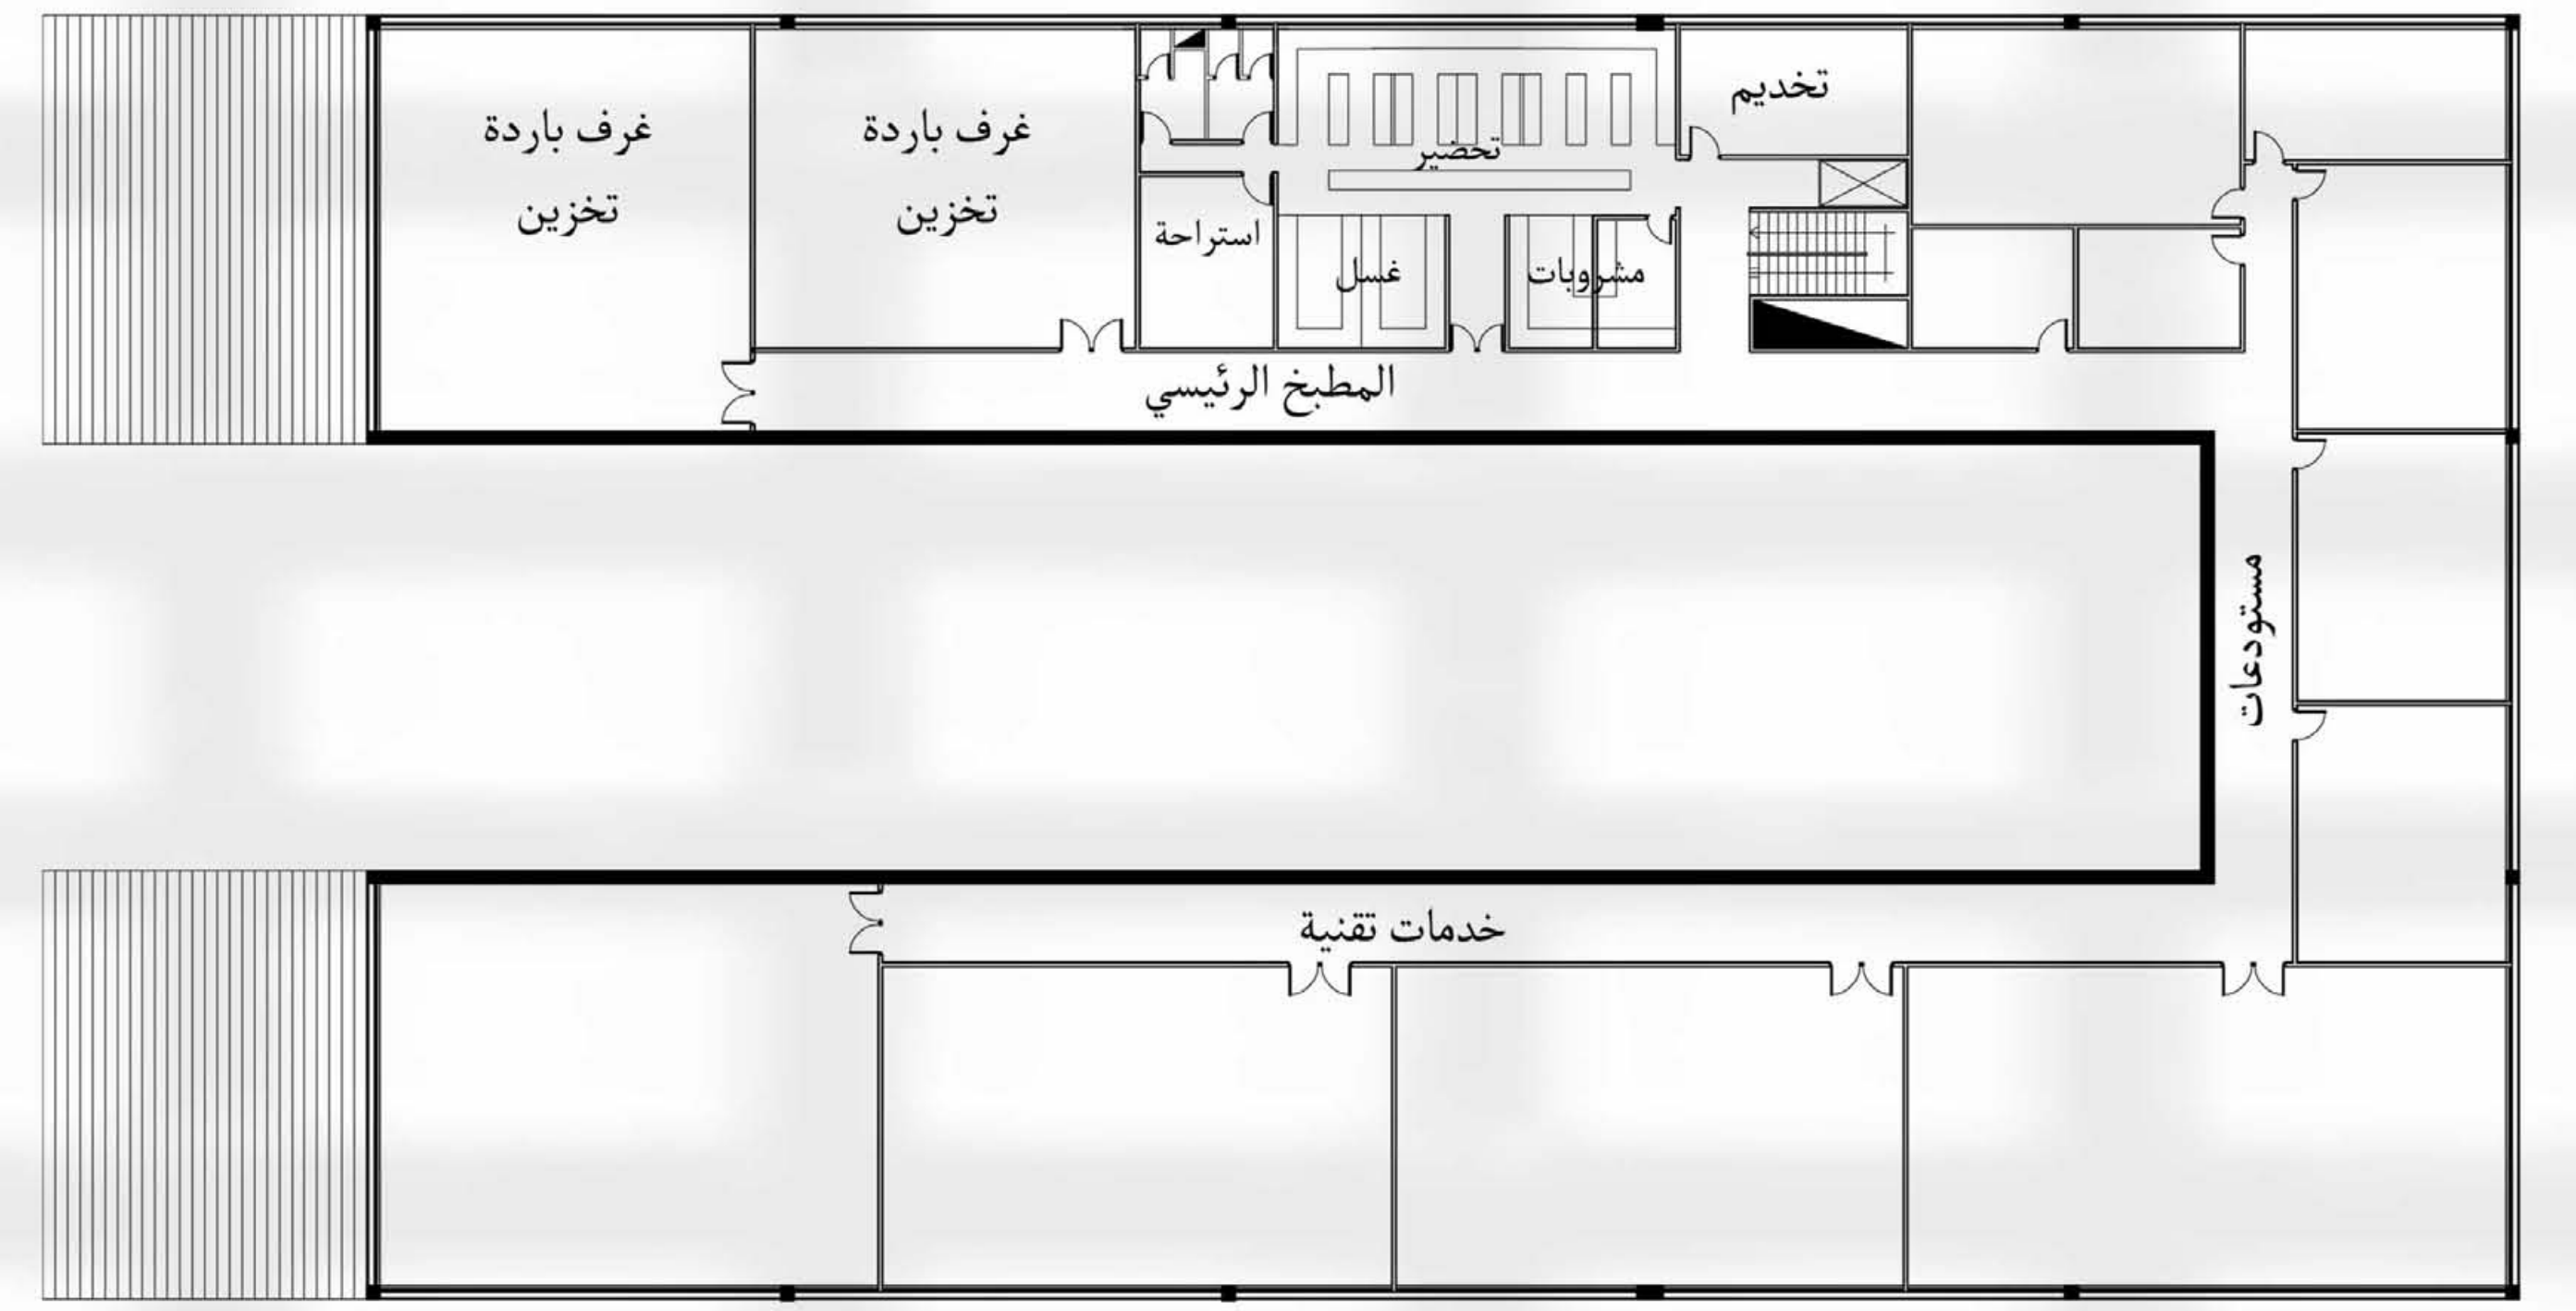 تخديم
غرف باردة
تخزين
غرف باردة
تخزين
تحضير
استراحة
غسل
مشروبات
المطبخ الرئيسي
مستودعات
خدمات تقنية